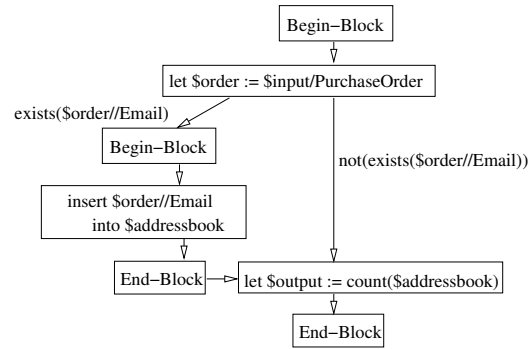 Begin−Block
let $order := $input/PurchaseOrder
exists($order//Email)
Begin−Block
not(exists($order//Email))
insert $order//Email
into $addressbook
End−Block
let $output := count($addressbook)
End−Block